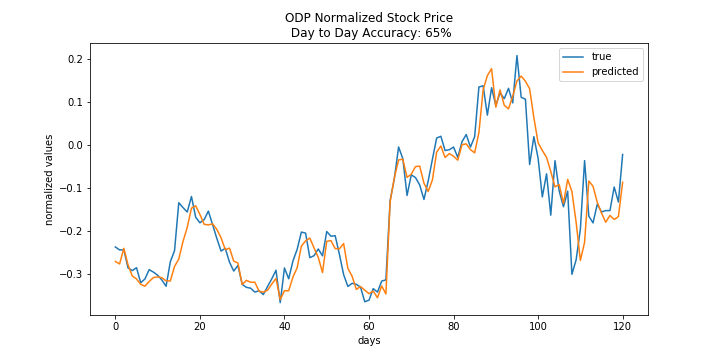 ODP Normalized Stock Price
Day to Day Accuracy: 65%
true
predicted
normalized values
0.2
0.1
0.0
−0.1
−0.2
−0.3
0
20
40
60
80
100
120
days